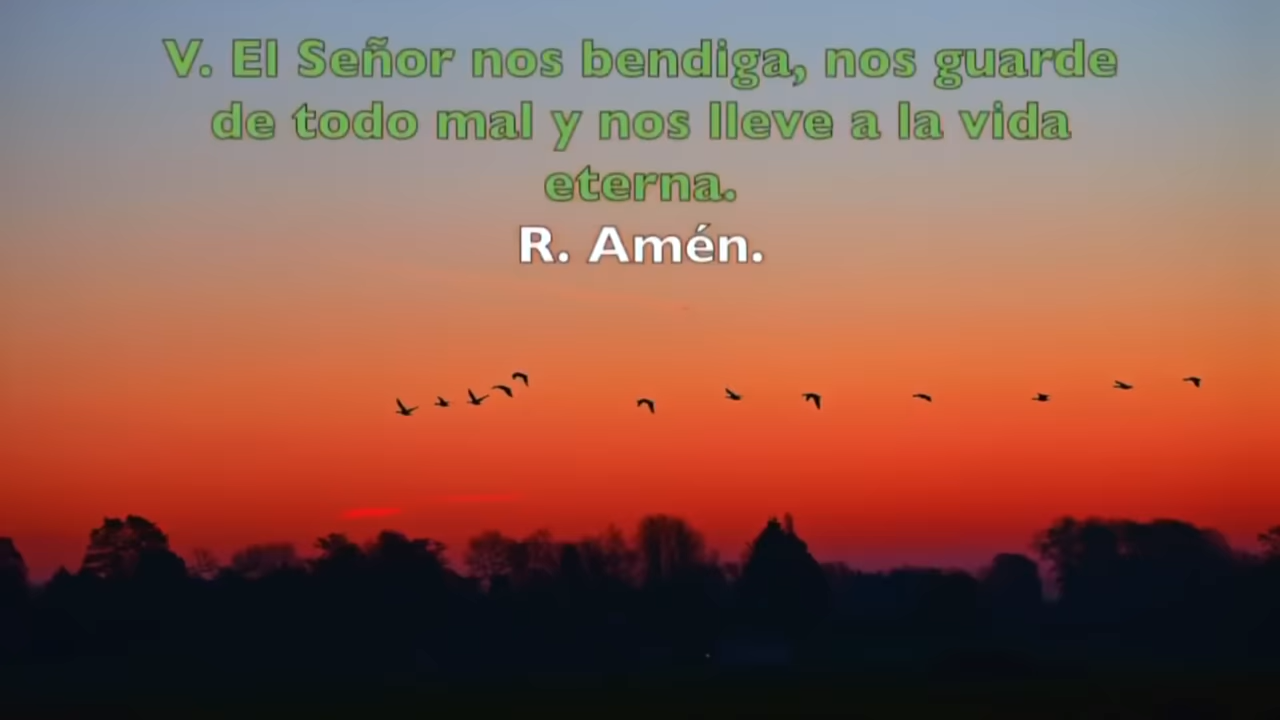 V. El Señor nos bendiga, nos guarde
de todo mal y nos lleve a la vida
eterna.
R. Amén.